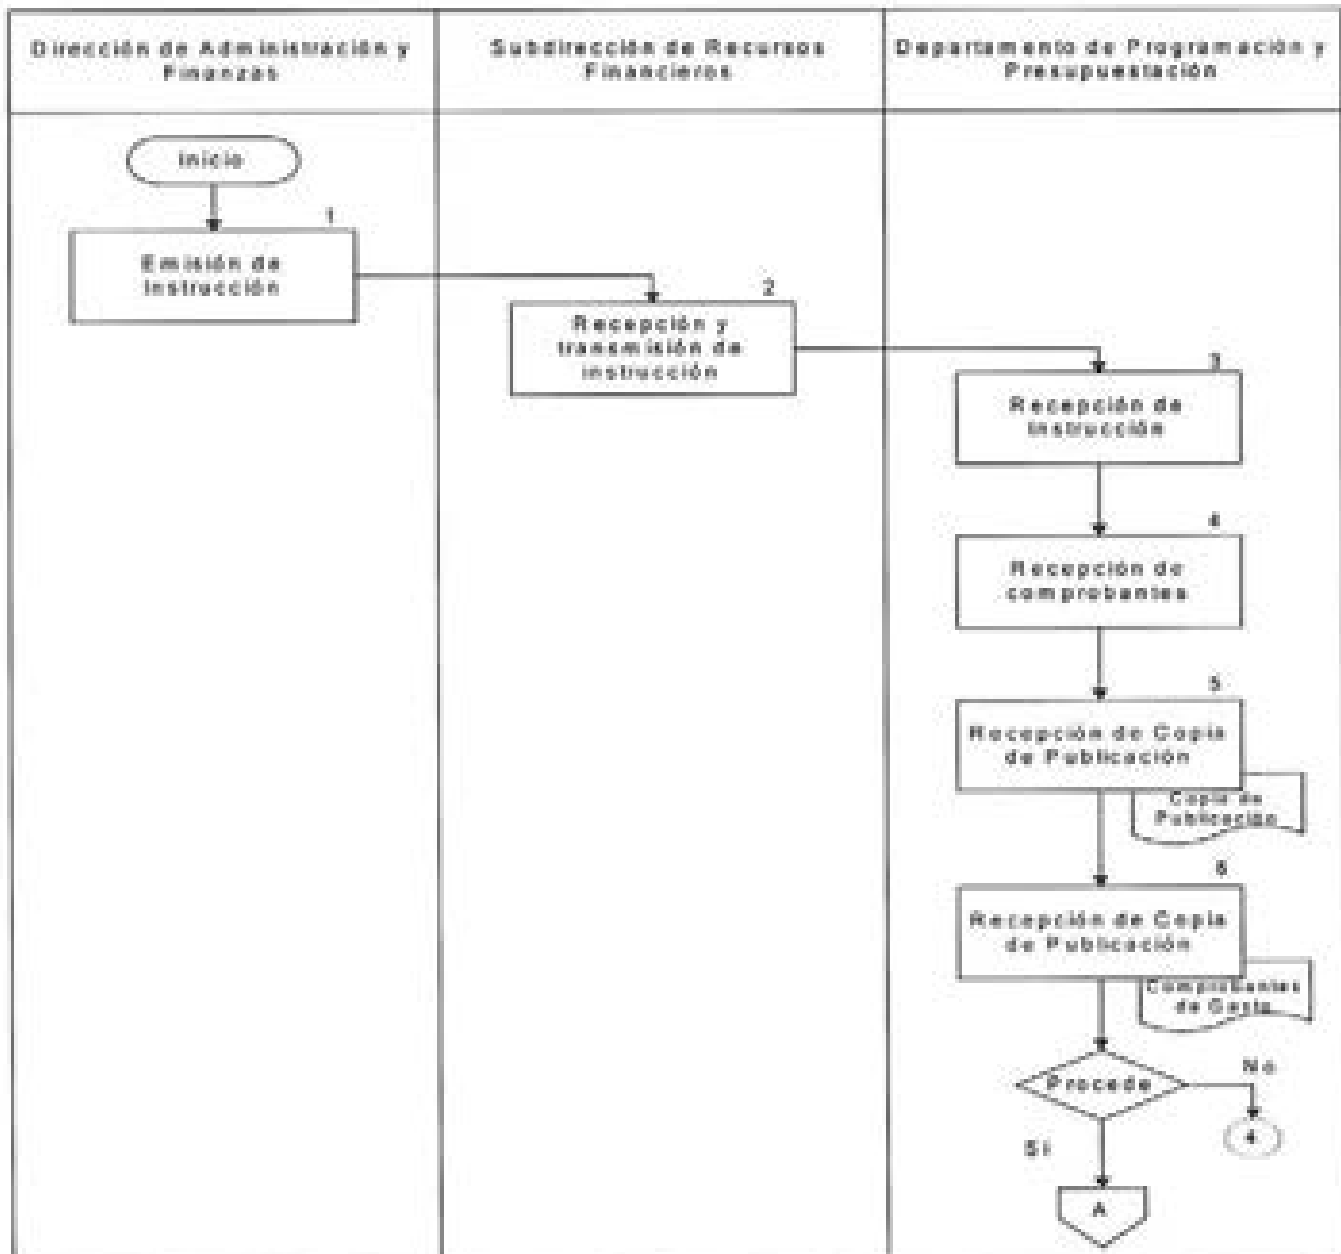 Dirección de Administración y
Finanzas
Subdirección de Recursos
Financieros
Departamento de Programación y
Presupuestación
Inicio
1
Emisión de
Instrucción
2
Recepción y
transmisión de
instrucción
3
Recepción de
Instrucción
4
Recepción de
comprobantes
5
Recepción de Copia
de Publicación
Copia de
Publicación
6
Recepción de Copia
de Publicación
Comprobantes
de Gasto
Procede
No
4
Si
A